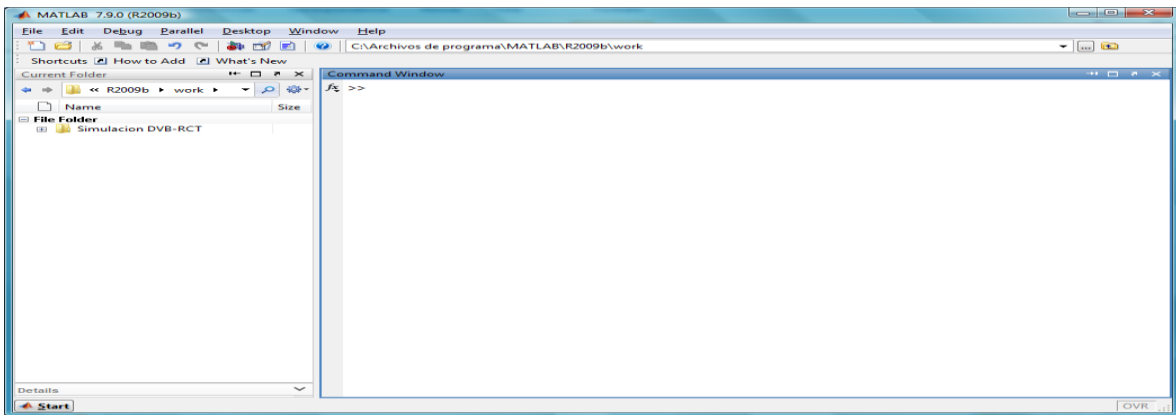 MATLAB 7.9.0 (R2009b)
File Edit Debug Parallel Desktop Window Help
C:\Archivos de programa\MATLAB\R2009b\work
Shortcuts How to Add What's New
Current Folder
Command Window
« R2009b ▸ work ▸
fx >>
Name Size
File Folder
Simulacion DVB-RCT
Details
Start
OVR